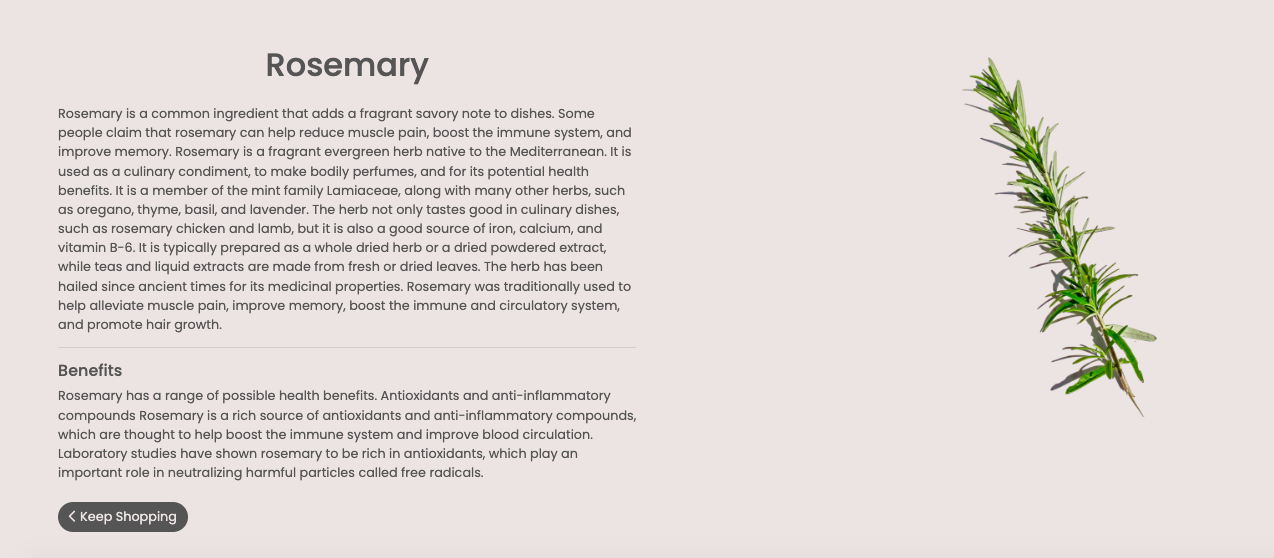 Rosemary
Rosemary is a common ingredient that adds a fragrant savory note to dishes. Some
people claim that rosemary can help reduce muscle pain, boost the immune system, and
improve memory. Rosemary is a fragrant evergreen herb native to the Mediterranean. It is
used as a culinary condiment, to make bodily perfumes, and for its potential health
benefits. It is a member of the mint family Lamiaceae, along with many other herbs, such
as oregano, thyme, basil, and lavender. The herb not only tastes good in culinary dishes,
such as rosemary chicken and lamb, but it is also a good source of iron, calcium, and
vitamin B-6. It is typically prepared as a whole dried herb or a dried powdered extract,
while teas and liquid extracts are made from fresh or dried leaves. The herb has been
hailed since ancient times for its medicinal properties. Rosemary was traditionally used to
help alleviate muscle pain, improve memory, boost the immune and circulatory system,
and promote hair growth.
Benefits
Rosemary has a range of possible health benefits. Antioxidants and anti-inflammatory
compounds Rosemary is a rich source of antioxidants and anti-inflammatory compounds,
which are thought to help boost the immune system and improve blood circulation.
Laboratory studies have shown rosemary to be rich in antioxidants, which play an
important role in neutralizing harmful particles called free radicals.
Keep Shopping